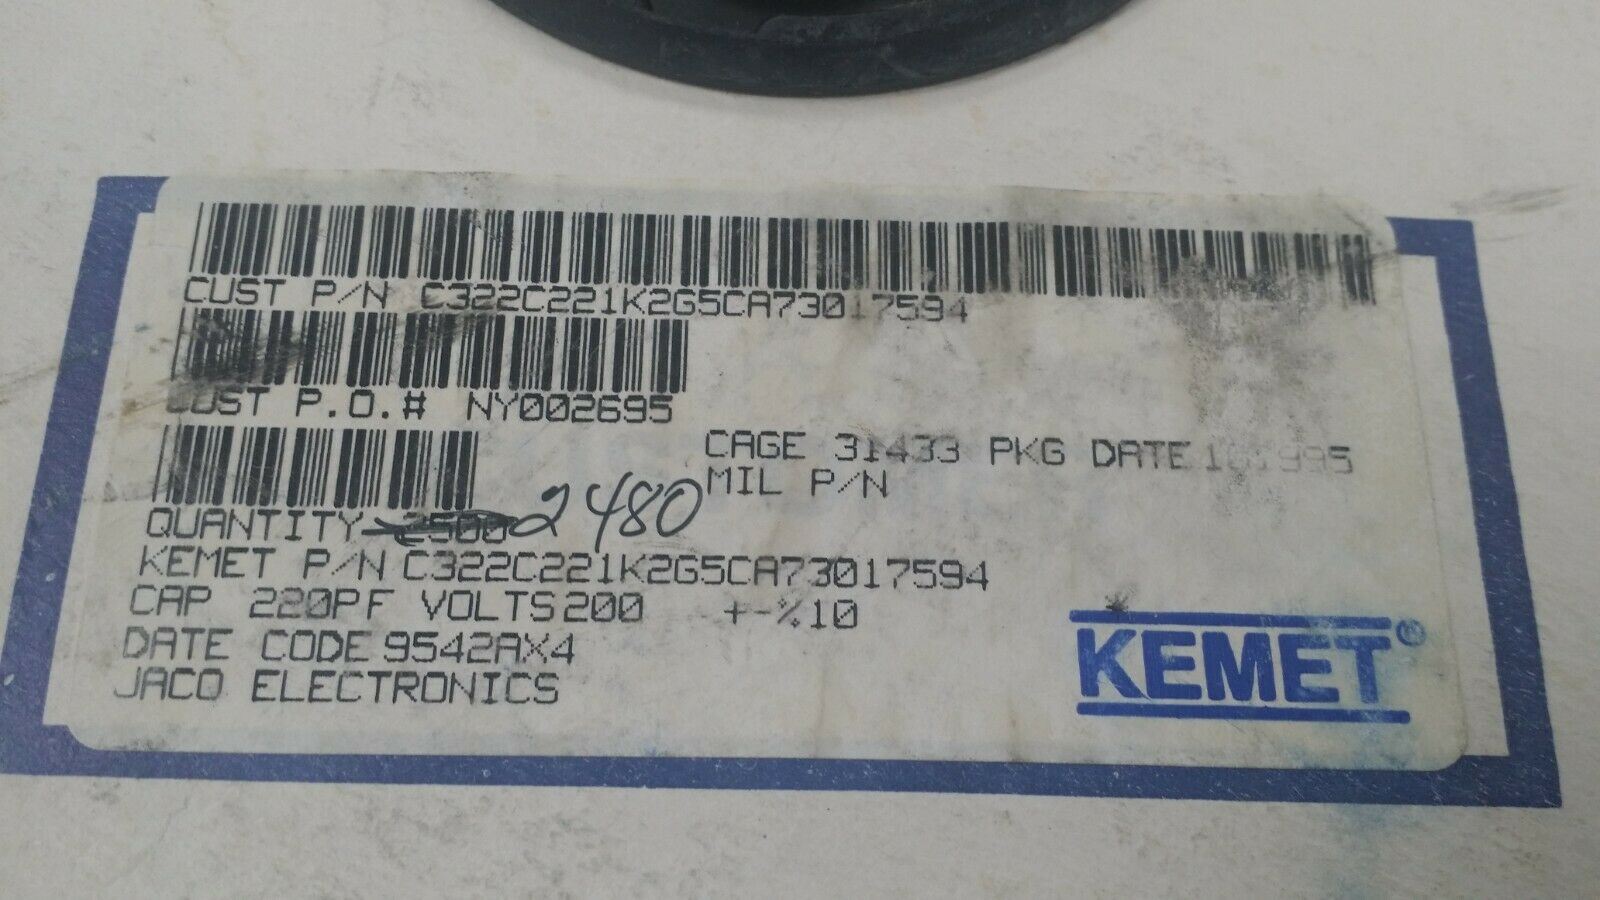 CUST P/N C322C221K2G5CA73017594
CUST P.O.# NY002695
CAGE 31433 PKG DATE
MIL P/N
QUANTITY 2500 2480
KEMET P/N C322C221K2G5CA73017594
CAP 220PF VOLTS 200 +-%10
DATE CODE 9542AX4
JACO ELECTRONICS
KEMET®